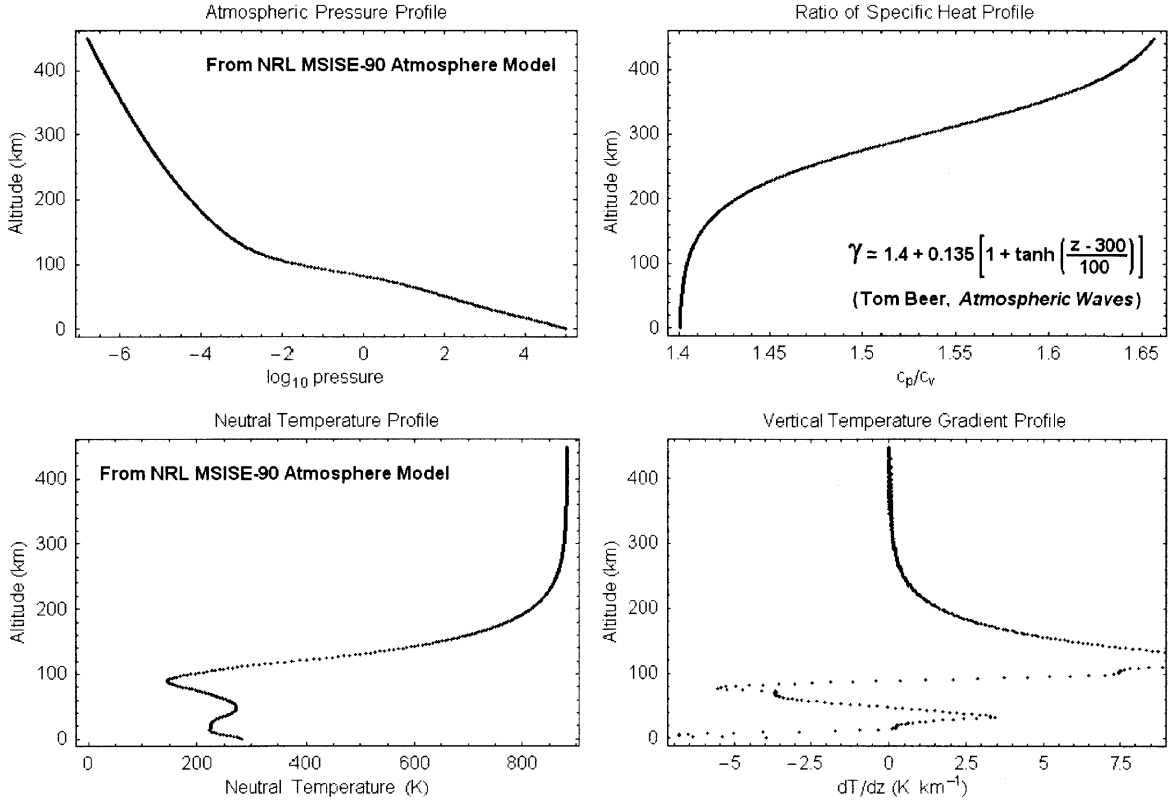 Atmospheric Pressure Profile
400
300
200
100
0
Altitude (km)
From NRL MSISE-90 Atmosphere Model
−6 −4 −2 0 2 4
log10 pressure
Ratio of Specific Heat Profile
400
300
200
100
0
Altitude (km)
γ = 1.4 + 0.135 [1 + tanh (z - 300 / 100)]
(Tom Beer, Atmospheric Waves)
1.4 1.45 1.5 1.55 1.6 1.65
cp/cv
Neutral Temperature Profile
400
300
200
100
0
Altitude (km)
From NRL MSISE-90 Atmosphere Model
0 200 400 600 800
Neutral Temperature (K)
Vertical Temperature Gradient Profile
400
300
200
100
0
Altitude (km)
−5 −2.5 0 2.5 5 7.5
dT/dz (K km−1)